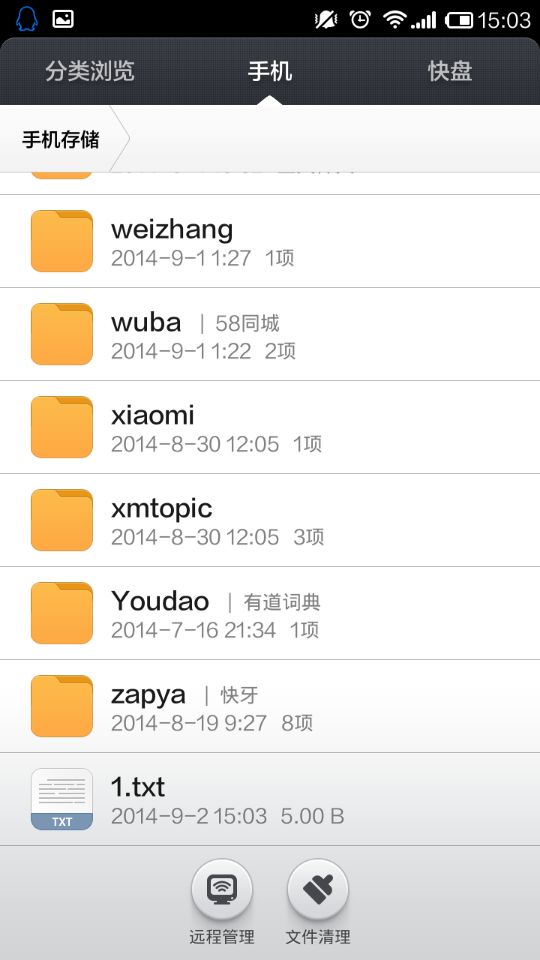 15:03
分类浏览 手机 快盘
手机存储
weizhang
2014-9-1 1:27 1项
wuba | 58同城
2014-9-1 1:22 2项
xiaomi
2014-8-30 12:05 1项
xmtopic
2014-8-30 12:05 3项
Youdao | 有道词典
2014-7-16 21:34 1项
zapya | 快牙
2014-8-19 9:27 8项
1.txt
TXT
2014-9-2 15:03 5.00 B
远程管理 文件清理